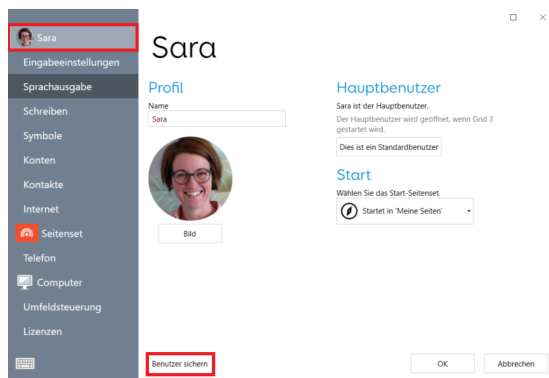 Sara
Eingabeeinstellungen
Sprachausgabe
Schreiben
Symbole
Konten
Kontakte
Internet
Seitenset
Telefon
Computer
Umfeldsteuerung
Lizenzen
Sara
Profil
Name
Sara
Bild
Hauptbenutzer
Sara ist der Hauptbenutzer.
Der Hauptbenutzer wird geöffnet, wenn Grid 3
gestartet wird.
Dies ist ein Standardbenutzer
Start
Wählen Sie das Start-Seitenset
Startet in 'Meine Seiten'
Benutzer sichern
OK
Abbrechen